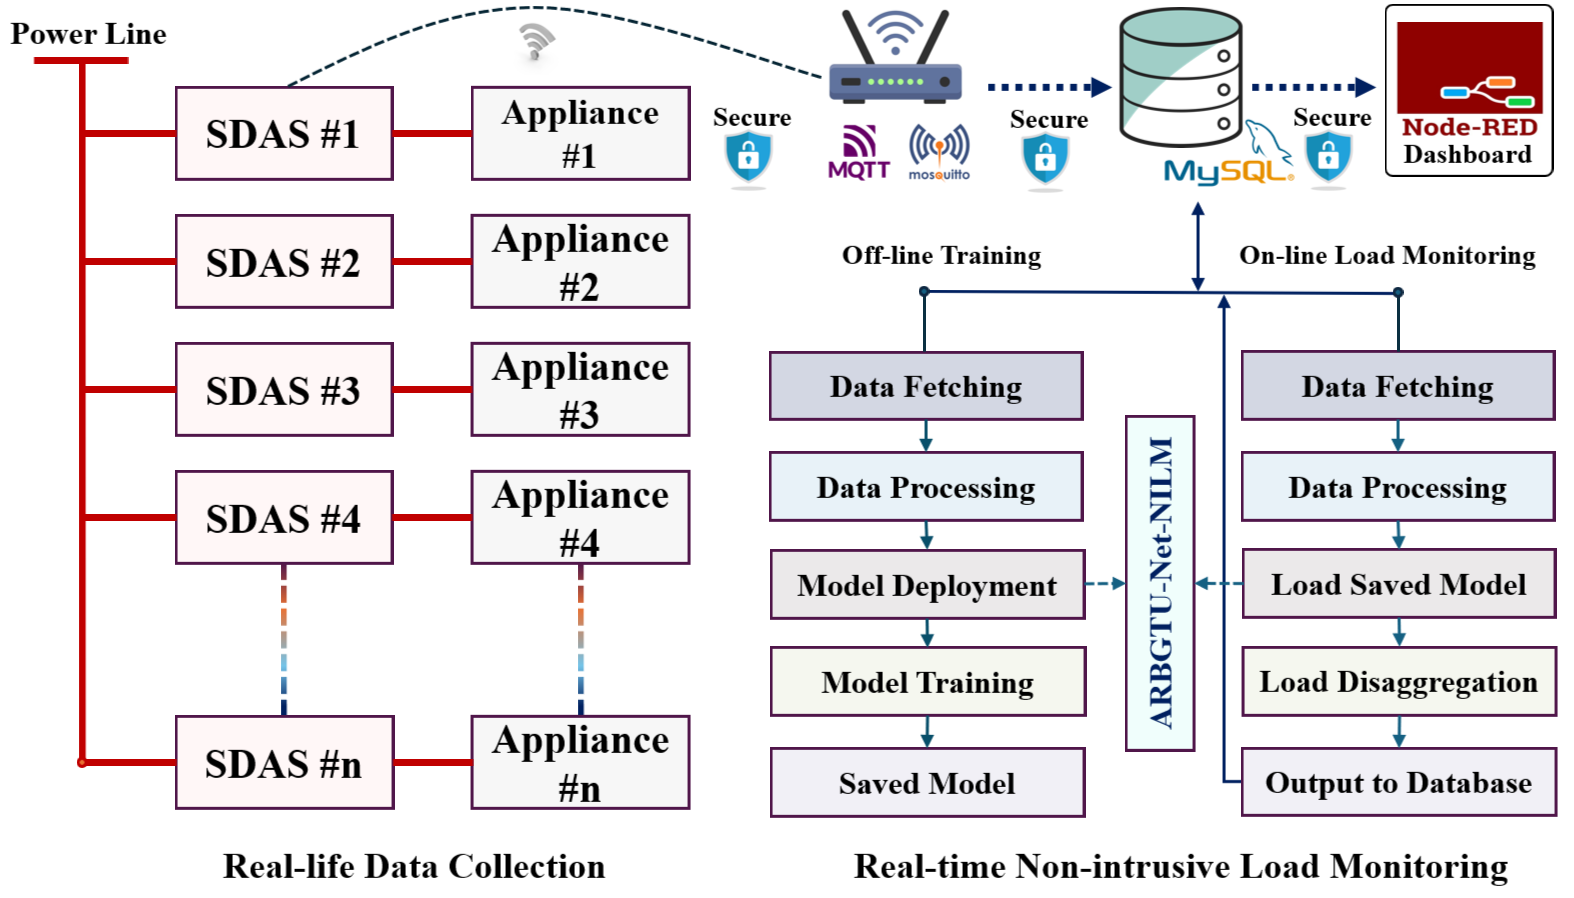 Power Line
SDAS #1
Appliance
#1
SDAS #2
Appliance
#2
SDAS #3
Appliance
#3
SDAS #4
Appliance
#4
SDAS #n
Appliance
#n
Real-life Data Collection
Secure
MQTT
mosquitto
Secure
MySQL®
Secure
Node-RED
Dashboard
Off-line Training
On-line Load Monitoring
Data Fetching
Data Processing
Model Deployment
Model Training
Saved Model
ARBGTU-Net-NILM
Data Fetching
Data Processing
Load Saved Model
Load Disaggregation
Output to Database
Real-time Non-intrusive Load Monitoring